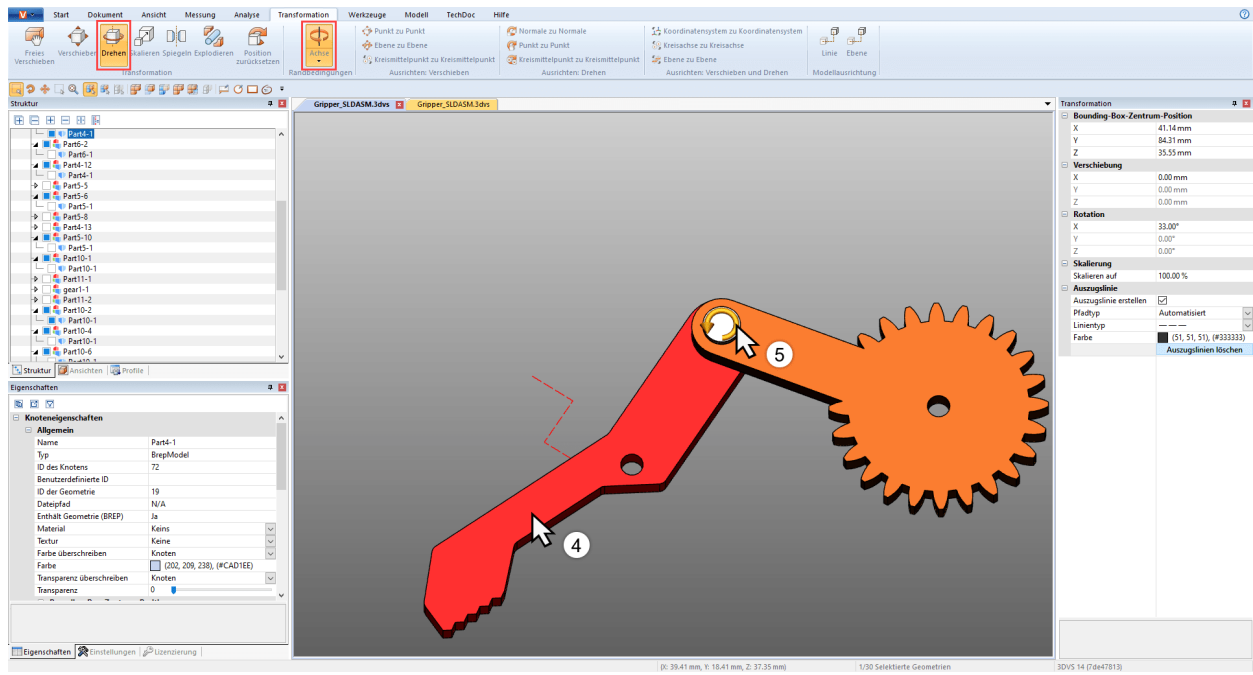 V
Start Dokument Ansicht Messung Analyse Transformation Werkzeuge Modell TechDoc Hilfe
Freies Verschieben
Verschieben
Drehen
Skalieren
Spiegeln
Explodieren
Position zurücksetzen
Transformation
Achse
Randbedingungen
Punkt zu Punkt
Ebene zu Ebene
Kreismittelpunkt zu Kreismittelpunkt
Ausrichten: Verschieben
Normale zu Normale
Punkt zu Punkt
Kreismittelpunkt zu Kreismittelpunkt
Ausrichten: Drehen
Koordinatensystem zu Koordinatensystem
Kreisachse zu Kreisachse
Ebene zu Ebene
Ausrichten: Verschieben und Drehen
Linie Ebene
Modellausrichtung
Struktur
Part4-1
Part6-2
Part6-1
Part4-12
Part4-1
Part5-5
Part5-6
Part5-1
Part5-8
Part4-13
Part5-10
Part5-1
Part10-1
Part10-1
Part11-1
gear1-1
Part11-2
Part10-2
Part10-1
Part10-4
Part10-1
Part10-6
Struktur Ansichten Profile
Eigenschaften
Knoteneigenschaften
Allgemein
Name Part4-1
Typ BrepModel
ID des Knotens 72
Benutzerdefinierte ID
ID der Geometrie 19
Dateipfad N/A
Enthält Geometrie (BREP) Ja
Material Keins
Textur Keine
Farbe überschreiben Knoten
Farbe (202, 209, 238), (#CAD1EE)
Transparenz überschreiben Knoten
Transparenz 0
Eigenschaften Einstellungen Lizenzierung
Gripper_SLDASM.3dvs Gripper_SLDASM.3dvs
5
4
Transformation
Bounding-Box-Zentrum-Position
X 41.14 mm
Y 84.31 mm
Z 35.55 mm
Verschiebung
X 0.00 mm
Y 0.00 mm
Z 0.00 mm
Rotation
X 33.00°
Y 0.00°
Z 0.00°
Skalierung
Skalieren auf 100.00 %
Auszugslinie
Auszugslinie erstellen
Pfadtyp Automatisiert
Linientyp
Farbe (51, 51, 51), (#333333)
Auszugslinien löschen
(X: 39.41 mm, Y: 18.41 mm, Z: 37.35 mm) 1/30 Selektierte Geometrien 3DVS 14 (7de47813)